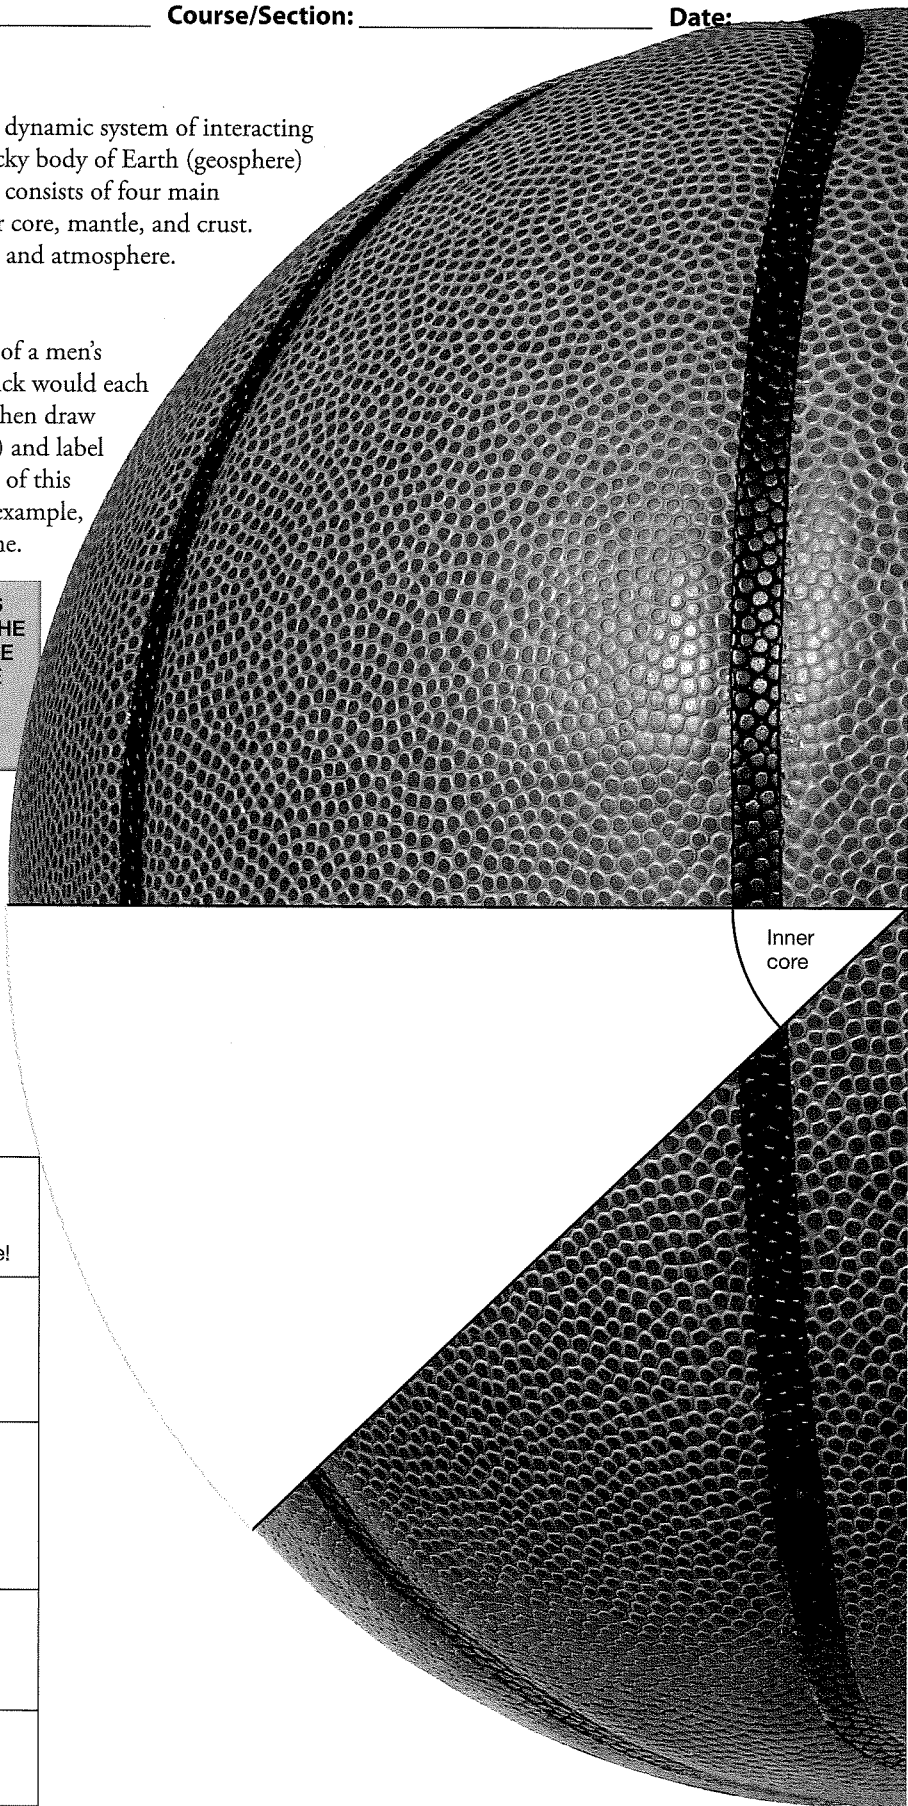 Course/Section: Date:
dynamic system of interacting
cky body of Earth (geosphere)
consists of four main
r core, mantle, and crust.
and atmosphere.
of a men's
ck would each
hen draw
) and label
of this
example,
ne.
S
HE
E
Inner
core
e!